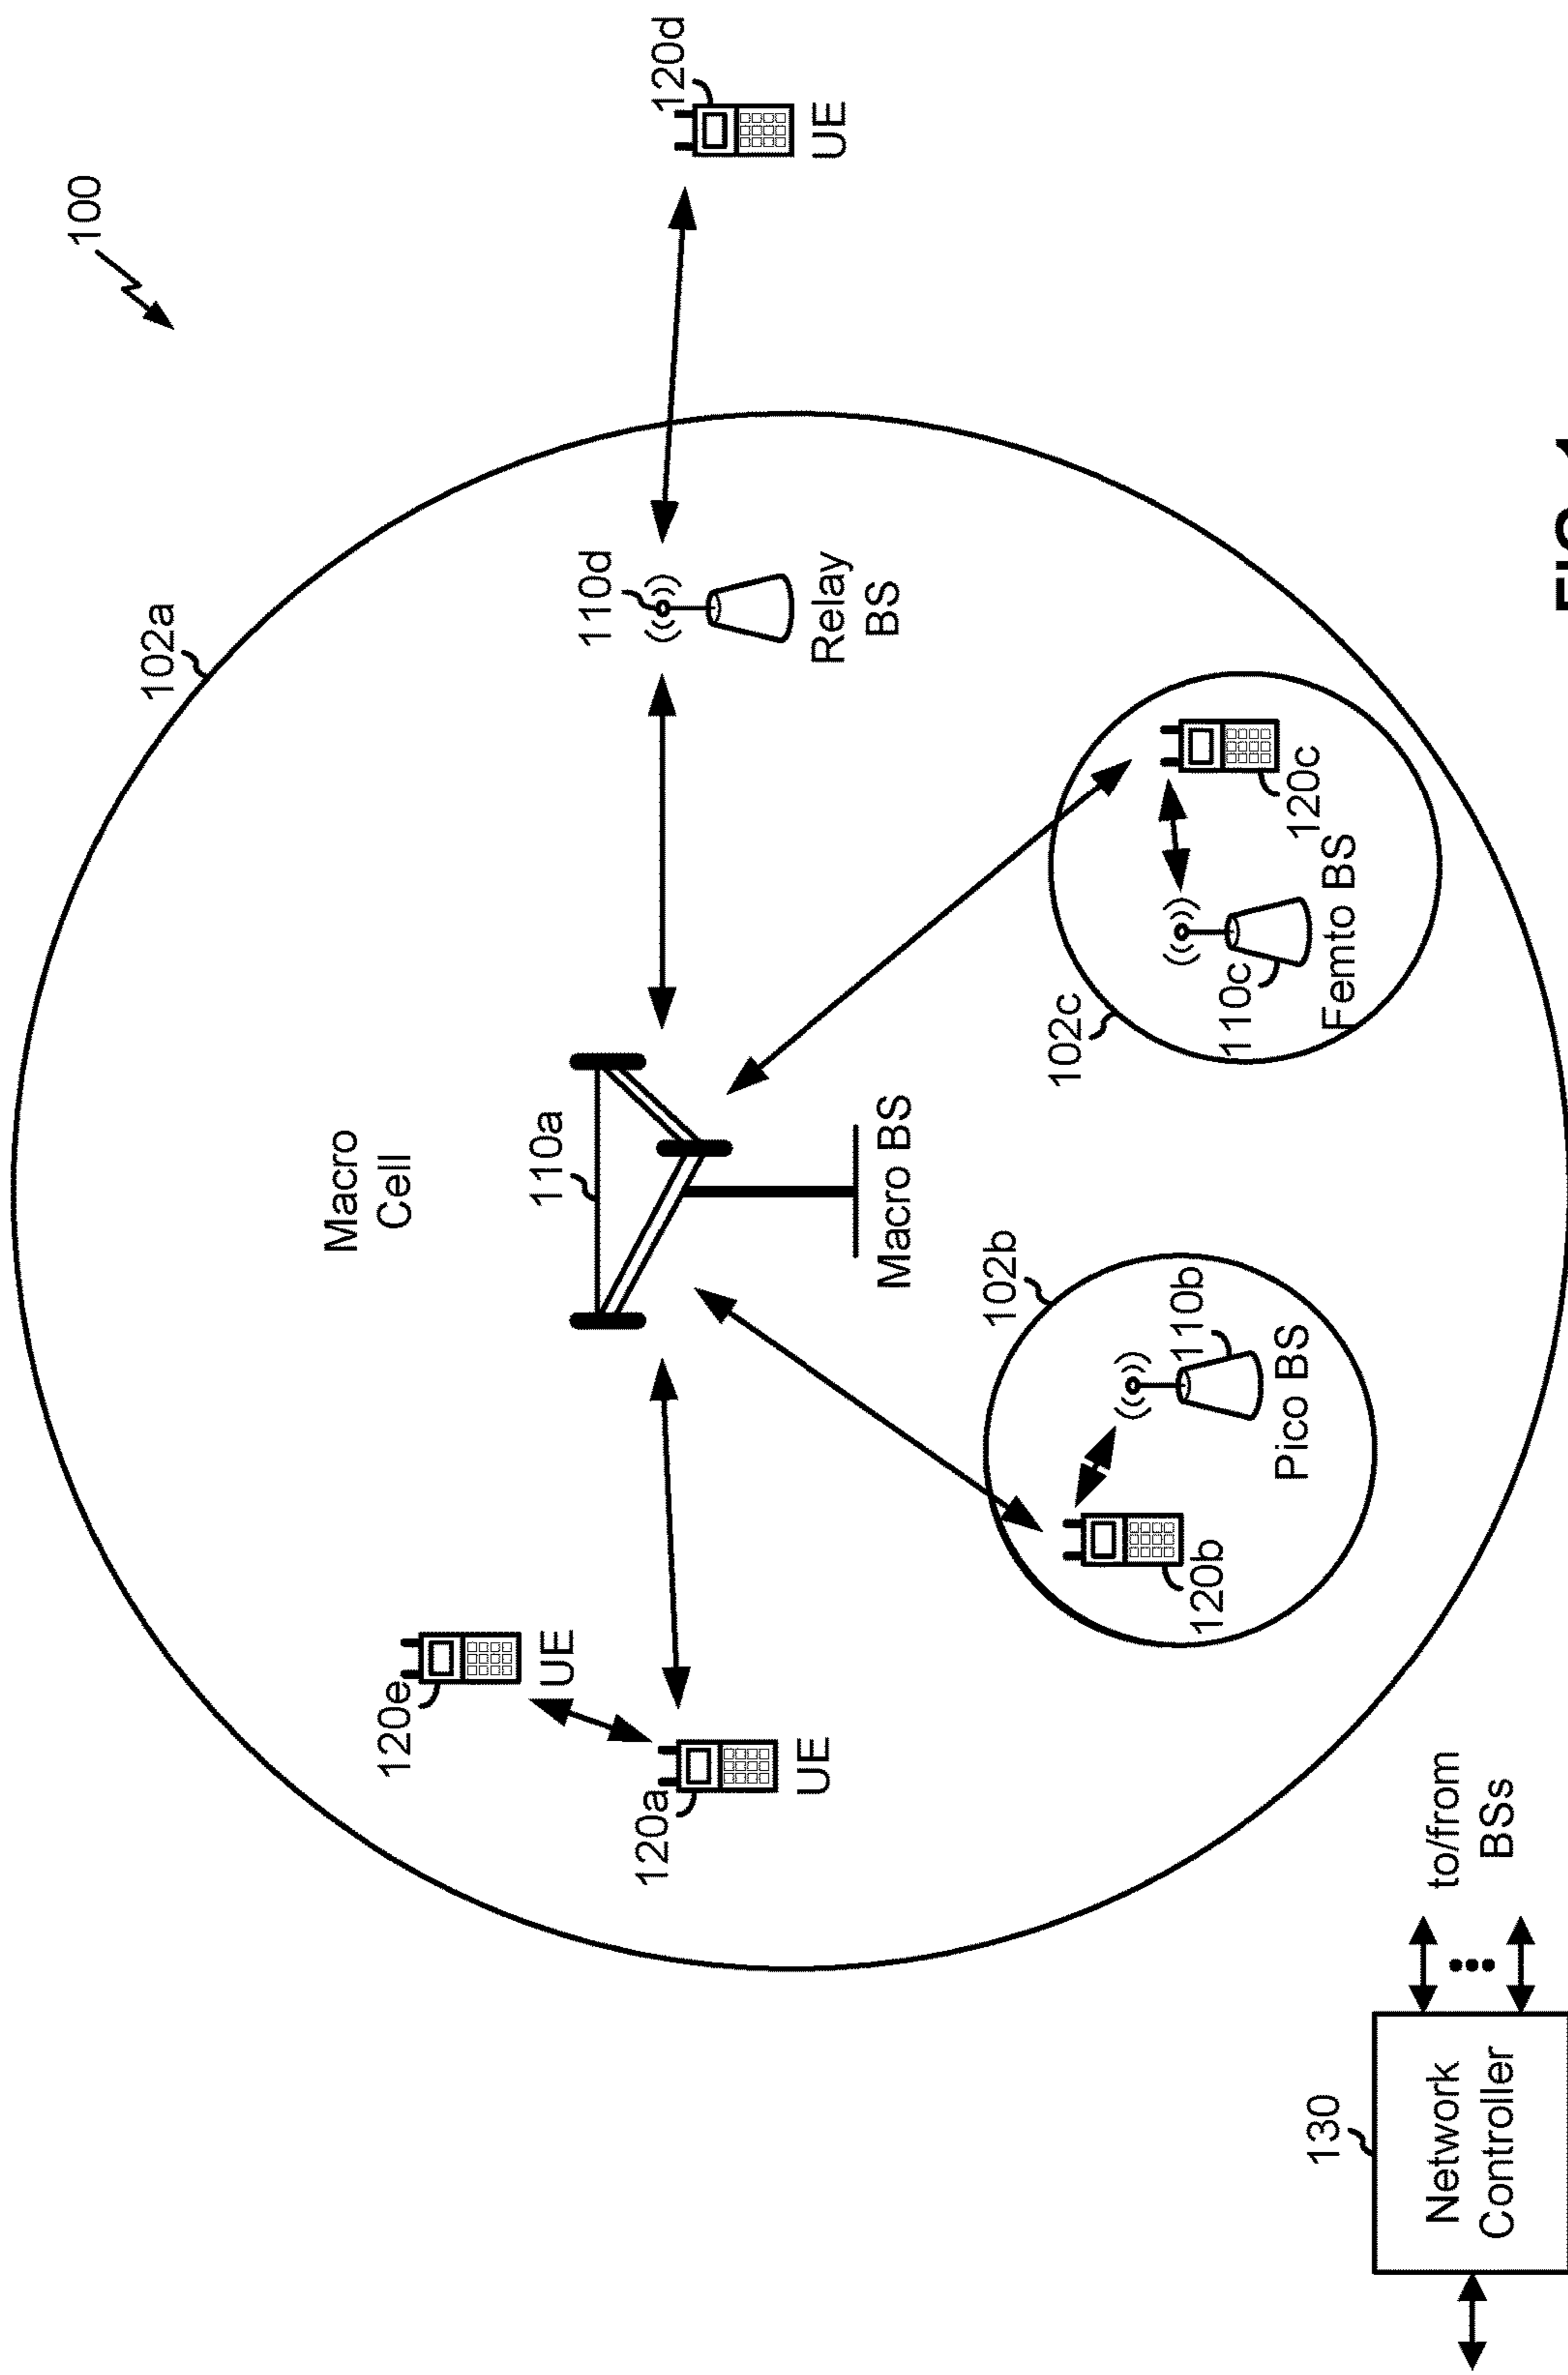 100
102a
Macro
Cell
110a
110d
120d
UE
Relay
BS
Macro BS
120e
UE
120a
UE
102b
110b
Pico BS
120b
102c
110c
Femto BS
120c
130
Network
Controller
to/from
BSs